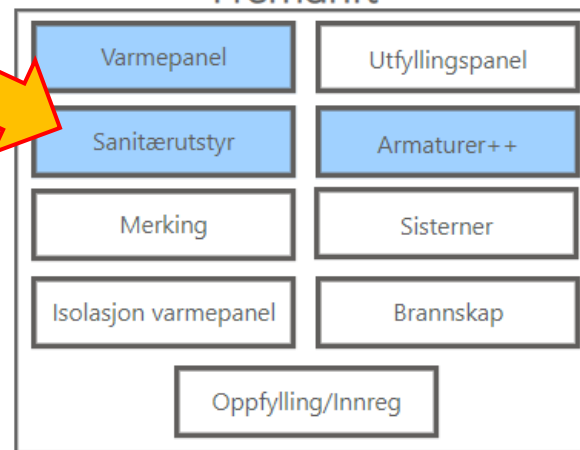 Varmepanel
Utfyllingspanel
Sanitærutstyr
Armaturer++
Merking
Sisterner
Isolasjon varmepanel
Brannskap
Oppfylling/Innreg